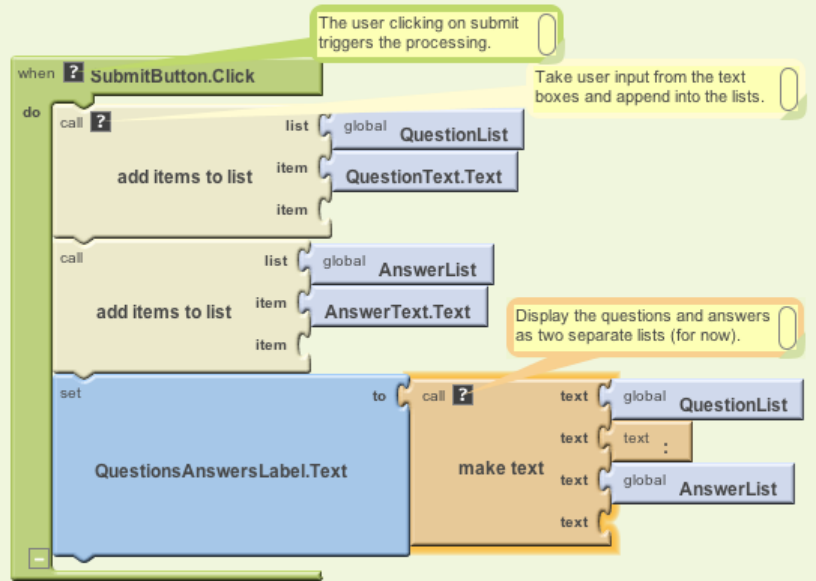 The user clicking on submit
triggers the processing.
when ? SubmitButton.Click
Take user input from the text
boxes and append into the lists.
do
call ?
list global QuestionList
add items to list
item QuestionText.Text
item
call
list global AnswerList
add items to list
item AnswerText.Text
item
Display the questions and answers
as two separate lists (for now).
set
to call ?
text global QuestionList
text text :
QuestionsAnswersLabel.Text
make text
text global AnswerList
text